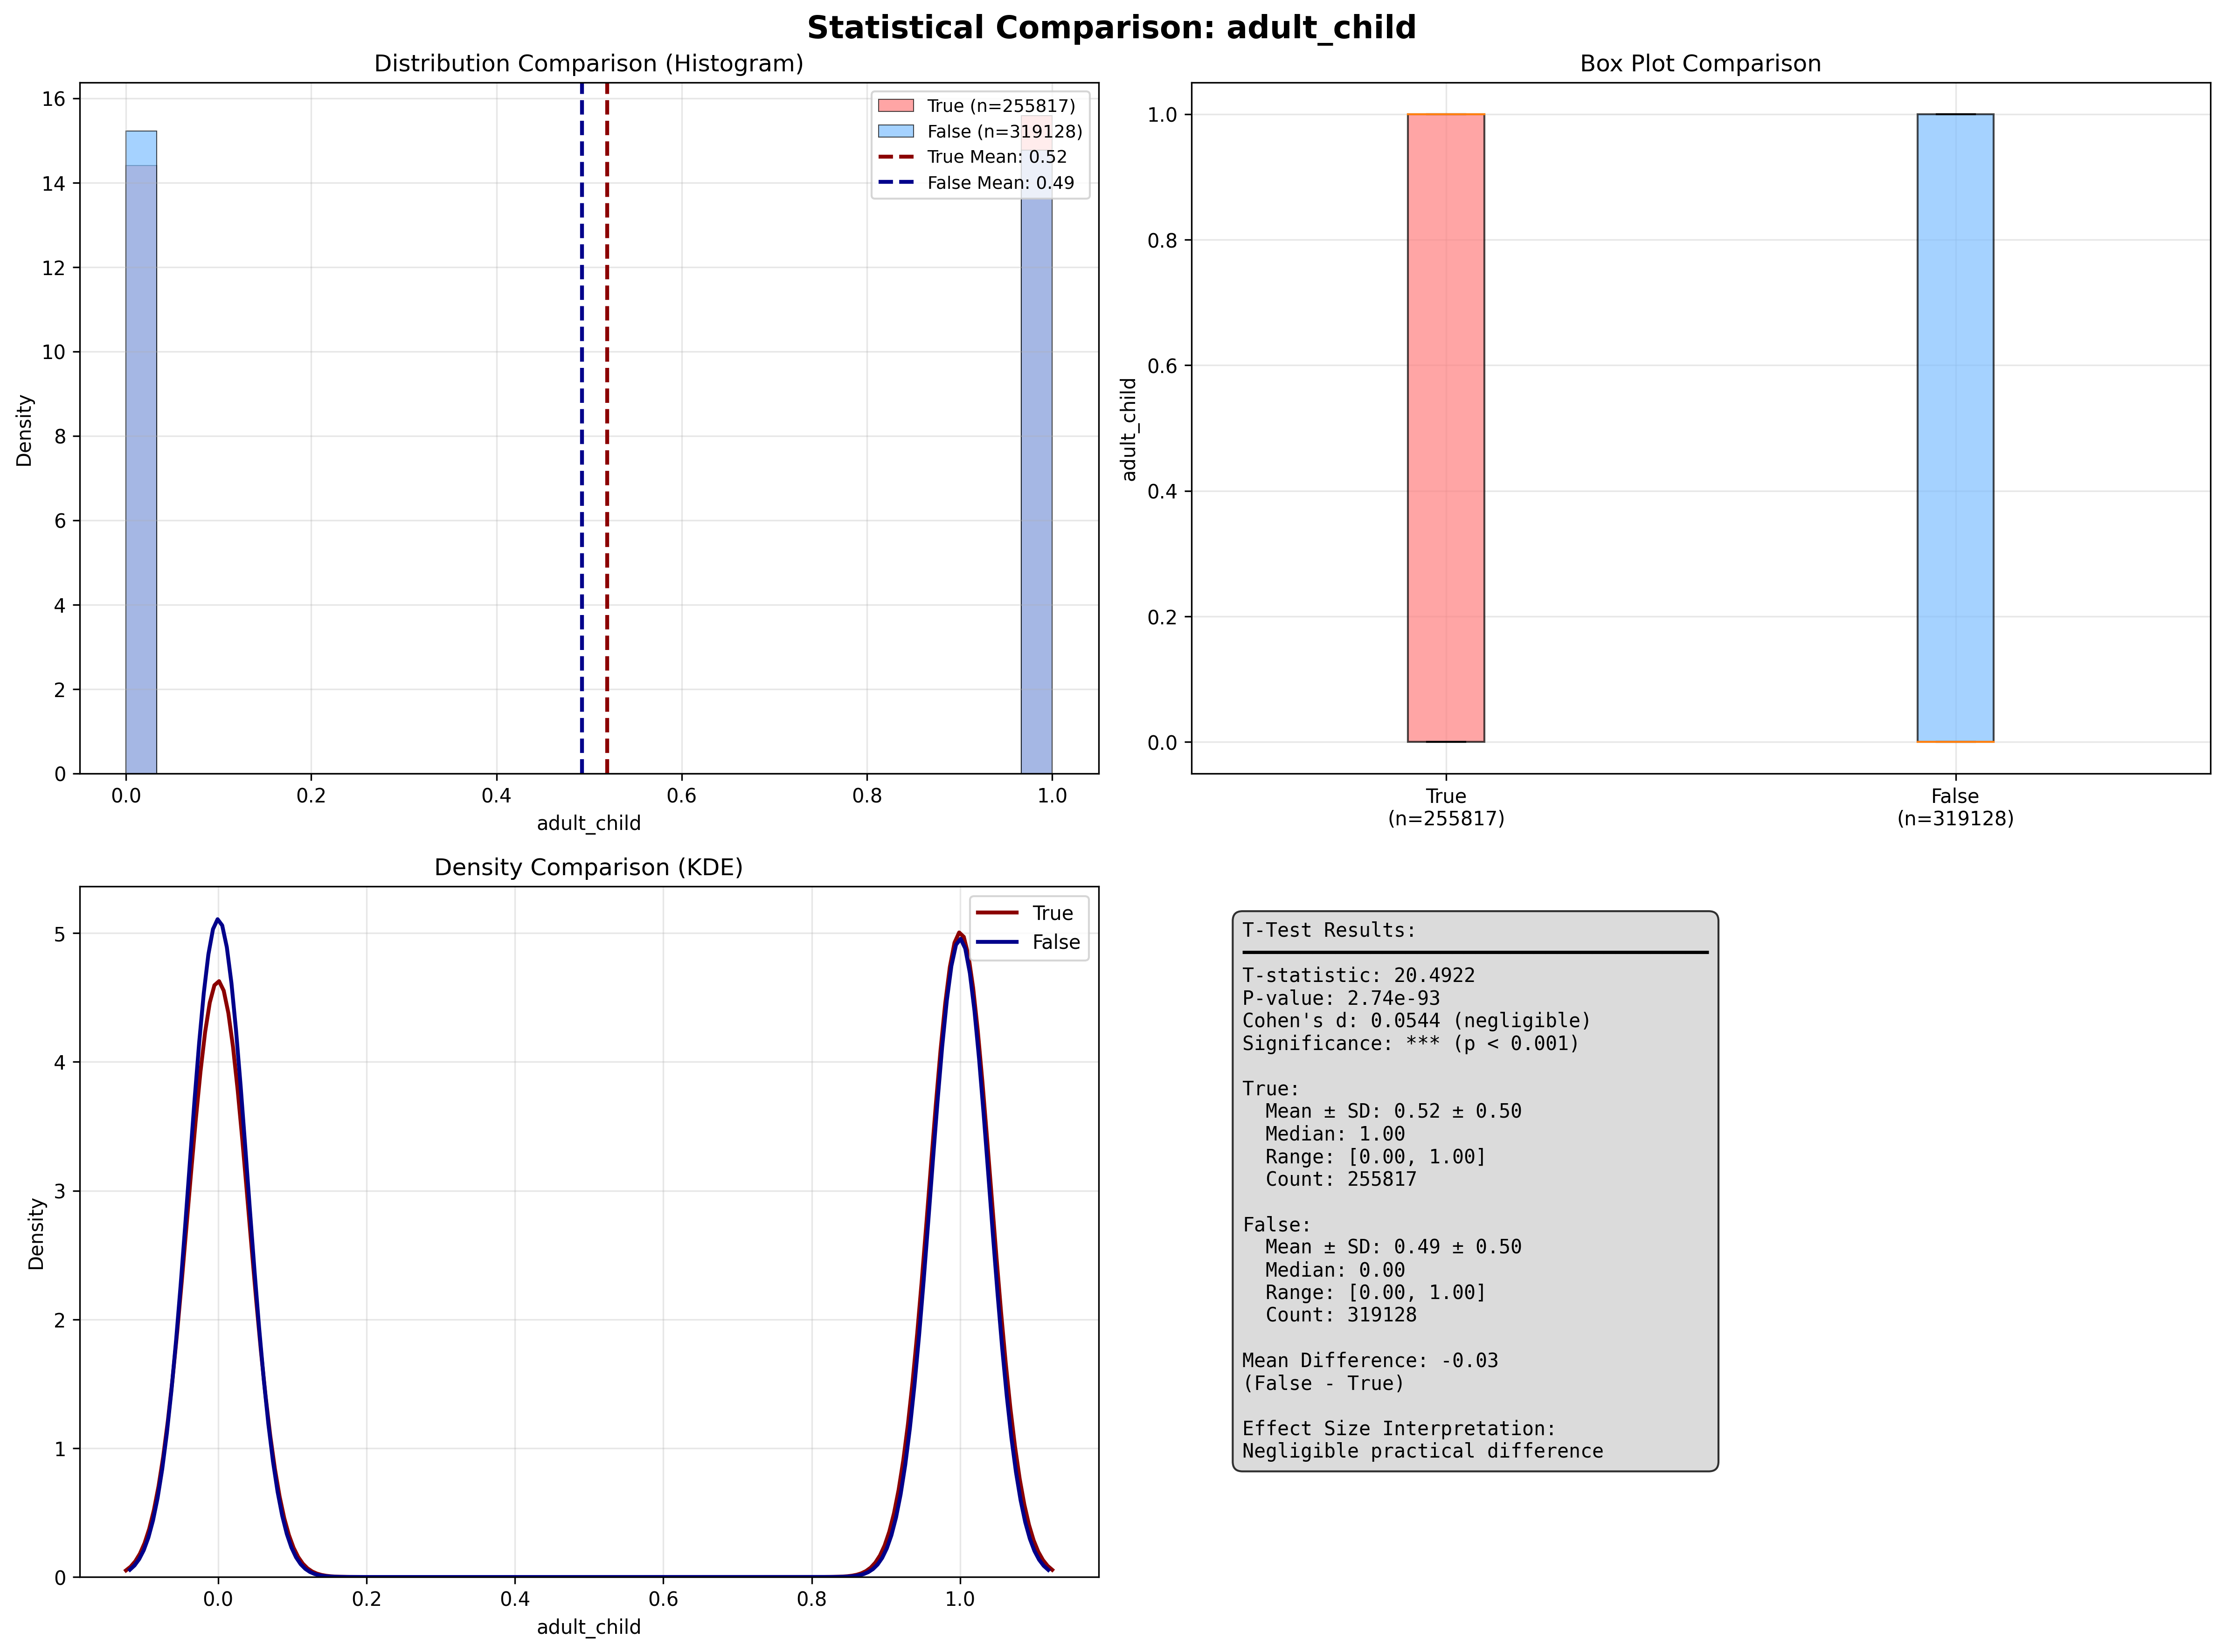 Statistical Comparison: adult_child
Distribution Comparison (Histogram)
16
14
12
10
8
6
4
2
0
Density
0.0
0.2
0.4
0.6
0.8
1.0
adult_child
True (n=255817)
False (n=319128)
True Mean: 0.52
False Mean: 0.49
Box Plot Comparison
1.0
0.8
0.6
0.4
0.2
0.0
adult_child
True
(n=255817)
False
(n=319128)
Density Comparison (KDE)
5
4
3
2
1
0
Density
0.0
0.2
0.4
0.6
0.8
1.0
adult_child
True
False
T-Test Results:
T-statistic: 20.4922
P-value: 2.74e-93
Cohen's d: 0.0544 (negligible)
Significance: *** (p < 0.001)
True:
Mean ± SD: 0.52 ± 0.50
Median: 1.00
Range: [0.00, 1.00]
Count: 255817
False:
Mean ± SD: 0.49 ± 0.50
Median: 0.00
Range: [0.00, 1.00]
Count: 319128
Mean Difference: -0.03
(False - True)
Effect Size Interpretation:
Negligible practical difference